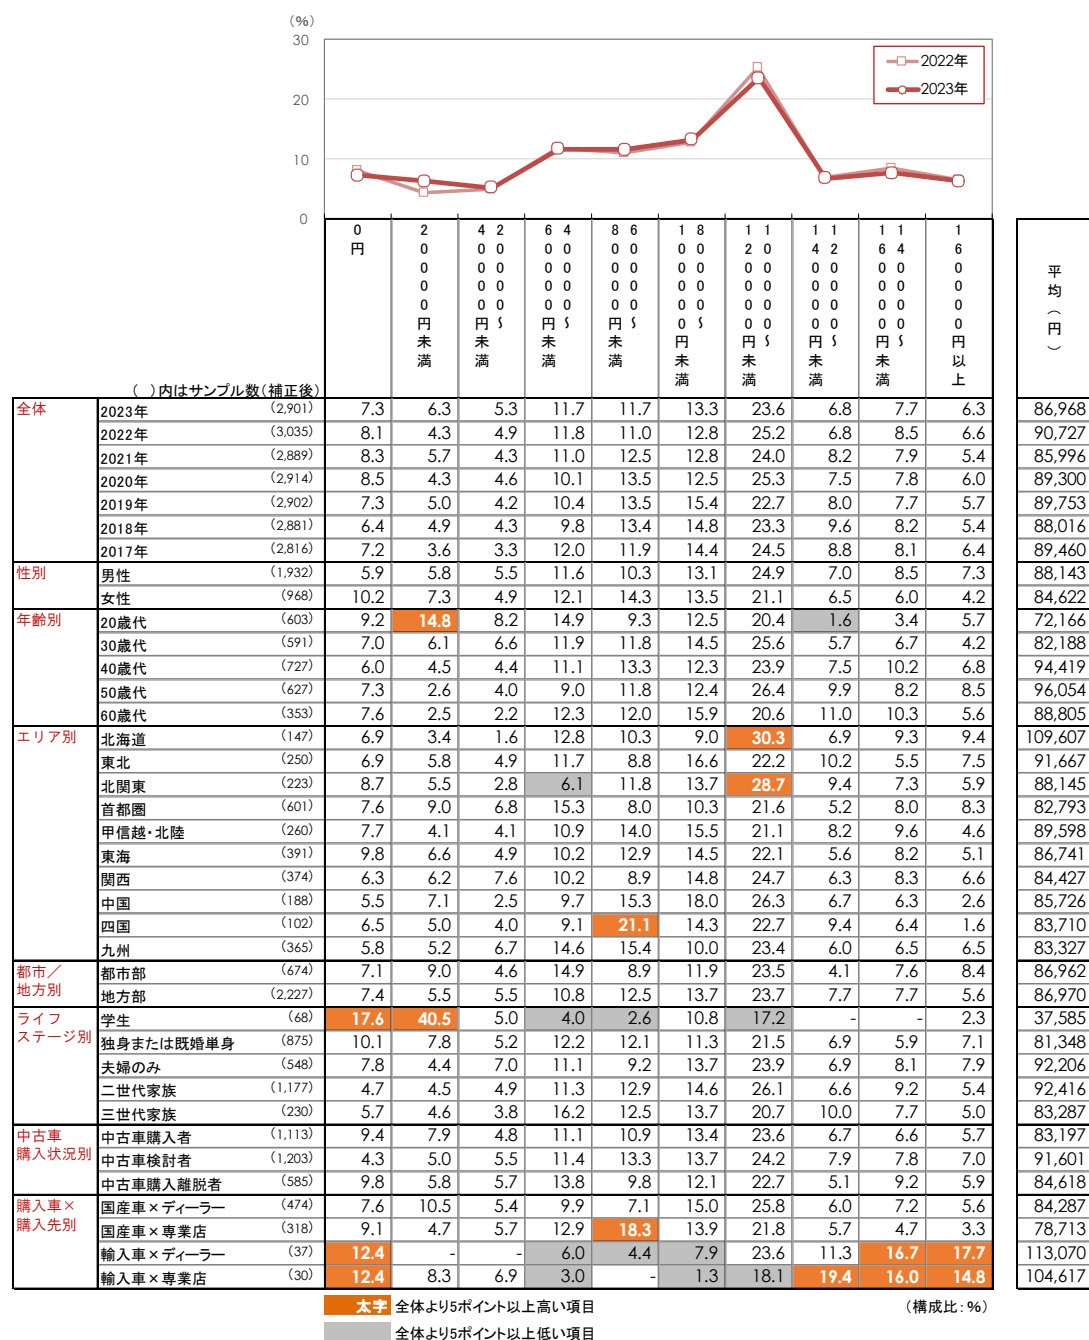 (%)
30
20
10
0
2022年
2023年
0円
20000円未満
20000~40000円未満
40000~60000円未満
60000~80000円未満
80000~100000円未満
100000~120000円未満
120000~140000円未満
140000~160000円未満
160000円以上
平均(円)
( )内はサンプル数(補正後)
全体 2023年 (2,901) 7.3 6.3 5.3 11.7 11.7 13.3 23.6 6.8 7.7 6.3 86,968
2022年 (3,035) 8.1 4.3 4.9 11.8 11.0 12.8 25.2 6.8 8.5 6.6 90,727
2021年 (2,889) 8.3 5.7 4.3 11.0 12.5 12.8 24.0 8.2 7.9 5.4 85,996
2020年 (2,914) 8.5 4.3 4.6 10.1 13.5 12.5 25.3 7.5 7.8 6.0 89,300
2019年 (2,902) 7.3 5.0 4.2 10.4 13.5 15.4 22.7 8.0 7.7 5.7 89,753
2018年 (2,881) 6.4 4.9 4.3 9.8 13.4 14.8 23.3 9.6 8.2 5.4 88,016
2017年 (2,816) 7.2 3.6 3.3 12.0 11.9 14.4 24.5 8.8 8.1 6.4 89,460
性別 男性 (1,932) 5.9 5.8 5.5 11.6 10.3 13.1 24.9 7.0 8.5 7.3 88,143
女性 (968) 10.2 7.3 4.9 12.1 14.3 13.5 21.1 6.5 6.0 4.2 84,622
年齢別 20歳代 (603) 9.2 14.8 8.2 14.9 9.3 12.5 20.4 1.6 3.4 5.7 72,166
30歳代 (591) 7.0 6.1 6.6 11.9 11.8 14.5 25.6 5.7 6.7 4.2 82,188
40歳代 (727) 6.0 4.5 4.4 11.1 13.3 12.3 23.9 7.5 10.2 6.8 94,419
50歳代 (627) 7.3 2.6 4.0 9.0 11.8 12.4 26.4 9.9 8.2 8.5 96,054
60歳代 (353) 7.6 2.5 2.2 12.3 12.0 15.9 20.6 11.0 10.3 5.6 88,805
エリア別 北海道 (147) 6.9 3.4 1.6 12.8 10.3 9.0 30.3 6.9 9.3 9.4 109,607
東北 (250) 6.9 5.8 4.9 11.7 8.8 16.6 22.2 10.2 5.5 7.5 91,667
北関東 (223) 8.7 5.5 2.8 6.1 11.8 13.7 28.7 9.4 7.3 5.9 88,145
首都圏 (601) 7.6 9.0 6.8 15.3 8.0 10.3 21.6 5.2 8.0 8.3 82,793
甲信越・北陸 (260) 7.7 4.1 4.1 10.9 14.0 15.5 21.1 8.2 9.6 4.6 89,598
東海 (391) 9.8 6.6 4.9 10.2 12.9 14.5 22.1 5.6 8.2 5.1 86,741
関西 (374) 6.3 6.2 7.6 10.2 8.9 14.8 24.7 6.3 8.3 6.6 84,427
中国 (188) 5.5 7.1 2.5 9.7 15.3 18.0 26.3 6.7 6.3 2.6 85,726
四国 (102) 6.5 5.0 4.0 9.1 21.1 14.3 22.7 9.4 6.4 1.6 83,710
九州 (365) 5.8 5.2 6.7 14.6 15.4 10.0 23.4 6.0 6.5 6.5 83,327
都市/ 都市部 (674) 7.1 9.0 4.6 14.9 8.9 11.9 23.5 4.1 7.6 8.4 86,962
地方別 地方部 (2,227) 7.4 5.5 5.5 10.8 12.5 13.7 23.7 7.7 7.7 5.6 86,970
ライフ 学生 (68) 17.6 40.5 5.0 4.0 2.6 10.8 17.2 - - 2.3 37,585
ステージ別 独身または既婚単身 (875) 10.1 7.8 5.2 12.2 12.1 11.3 21.5 6.9 5.9 7.1 81,348
夫婦のみ (548) 7.8 4.4 7.0 11.1 9.2 13.7 23.9 6.9 8.1 7.9 92,206
二世代家族 (1,177) 4.7 4.5 4.9 11.3 12.9 14.6 26.1 6.6 9.2 5.4 92,416
三世代家族 (230) 5.7 4.6 3.8 16.2 12.5 13.7 20.7 10.0 7.7 5.0 83,287
中古車 中古車購入者 (1,113) 9.4 7.9 4.8 11.1 10.9 13.4 23.6 6.7 6.6 5.7 83,197
購入状況別 中古車検討者 (1,203) 4.3 5.0 5.5 11.4 13.3 13.7 24.2 7.9 7.8 7.0 91,601
中古車購入離脱者 (585) 9.8 5.8 5.7 13.8 9.8 12.1 22.7 5.1 9.2 5.9 84,618
購入車× 国産車×ディーラー (474) 7.6 10.5 5.4 9.9 7.1 15.0 25.8 6.0 7.2 5.6 84,287
購入先別 国産車×専業店 (318) 9.1 4.7 5.7 12.9 18.3 13.9 21.8 5.7 4.7 3.3 78,713
輸入車×ディーラー (37) 12.4 - - 6.0 4.4 7.9 23.6 11.3 16.7 17.7 113,070
輸入車×専業店 (30) 12.4 8.3 6.9 3.0 - 1.3 18.1 19.4 16.0 14.8 104,617
太字 全体より5ポイント以上高い項目 (構成比:%)
全体より5ポイント以上低い項目